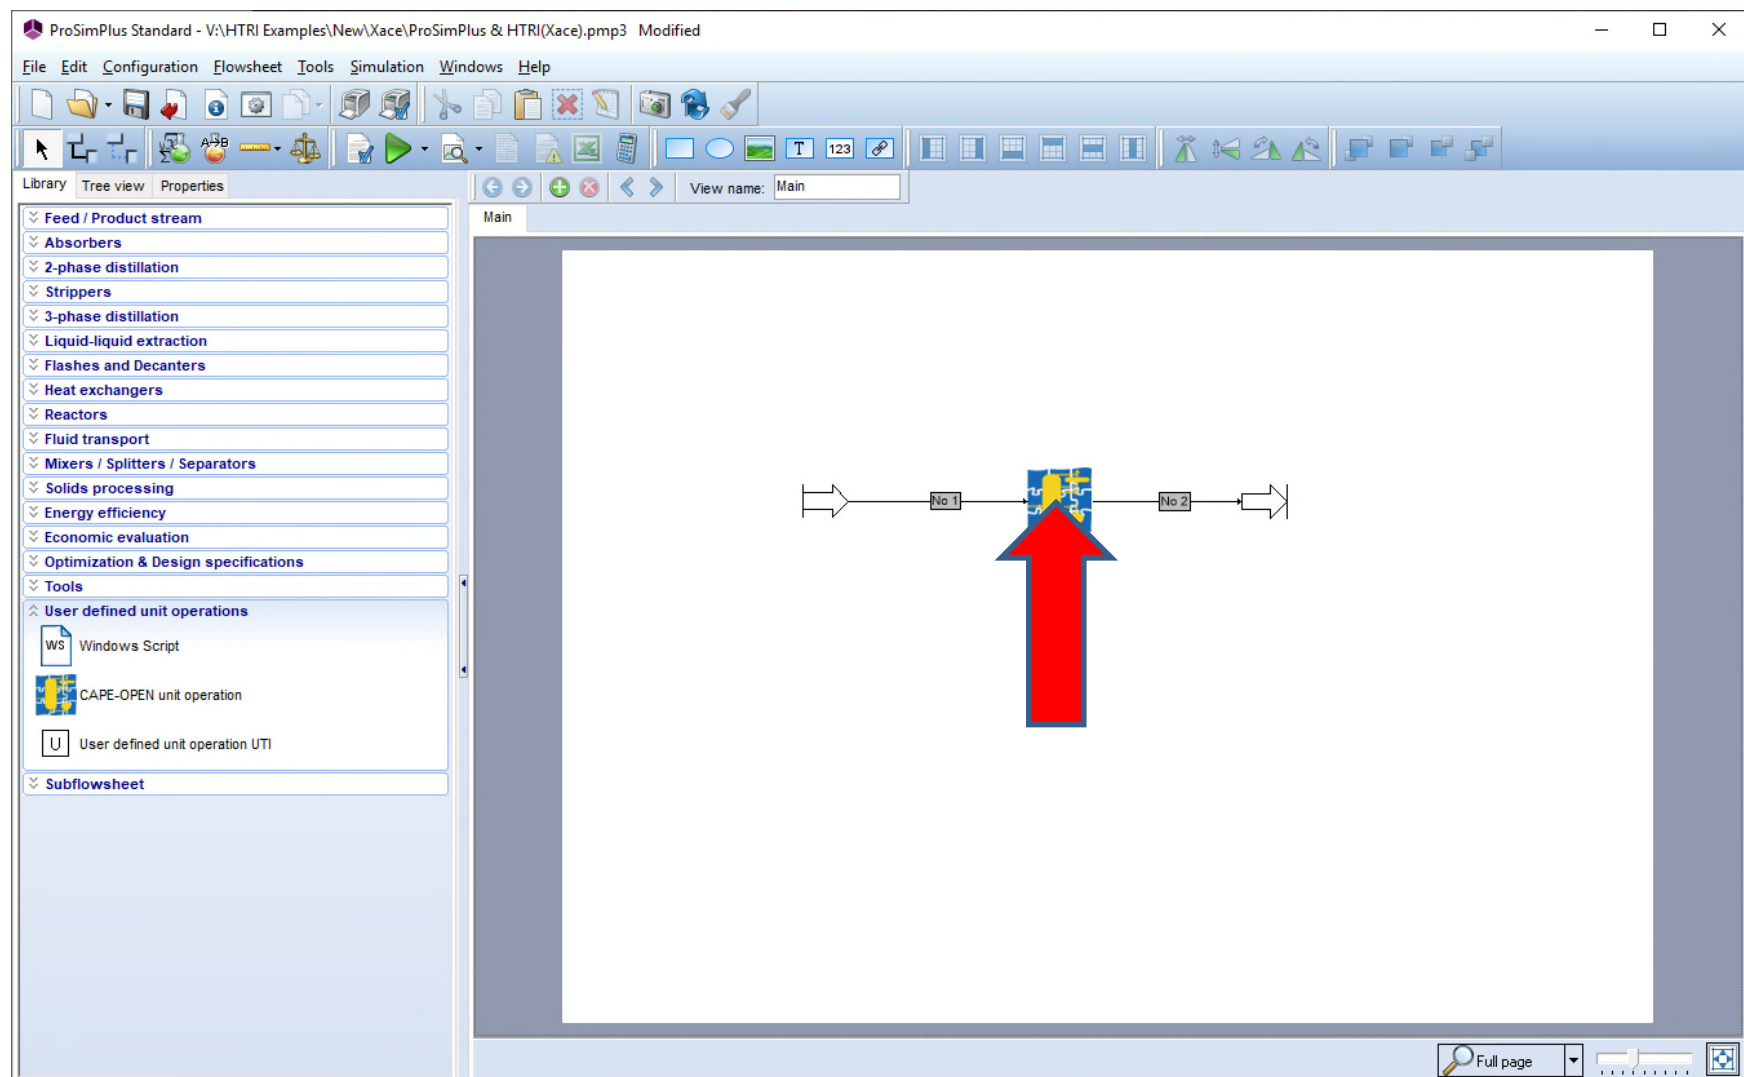 ProSimPlus Standard - V:\HTRI Examples\New\Xace\ProSimPlus & HTRI(Xace).pmp3 Modified
File Edit Configuration Flowsheet Tools Simulation Windows Help
A→B
T 123
Library Tree view Properties
View name: Main
Main
Feed / Product stream
Absorbers
2-phase distillation
Strippers
3-phase distillation
Liquid-liquid extraction
Flashes and Decanters
Heat exchangers
Reactors
Fluid transport
Mixers / Splitters / Separators
Solids processing
Energy efficiency
Economic evaluation
Optimization & Design specifications
Tools
User defined unit operations
WS Windows Script
CAPE-OPEN unit operation
U User defined unit operation UTI
Subflowsheet
No 1
No 2
Full page